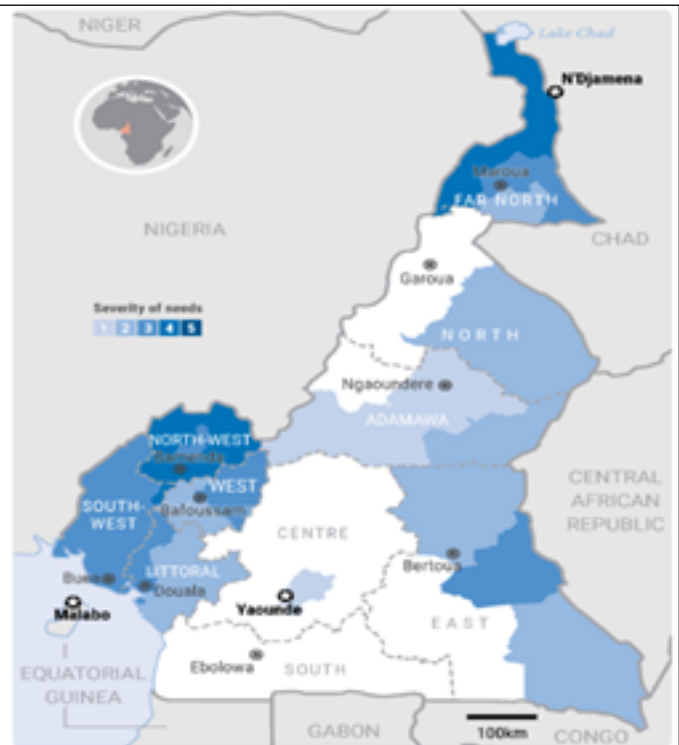 NIGER
Lake Chad
N'Djamena
Maroua
FAR NORTH
NIGERIA
CHAD
Garoua
Severity of needs
1 2 3 4 5
NORTH
Ngaoundere
ADAMAWA
NORTH-WEST
Bamenda
WEST
CENTRAL
AFRICAN
REPUBLIC
SOUTH-
WEST
Bafoussam
CENTRE
Bertoua
LITTORAL
Buea
Douala
Yaounde
Malabo
EAST
Ebolowa
SOUTH
EQUATORIAL
GUINEA
GABON
100km
CONGO